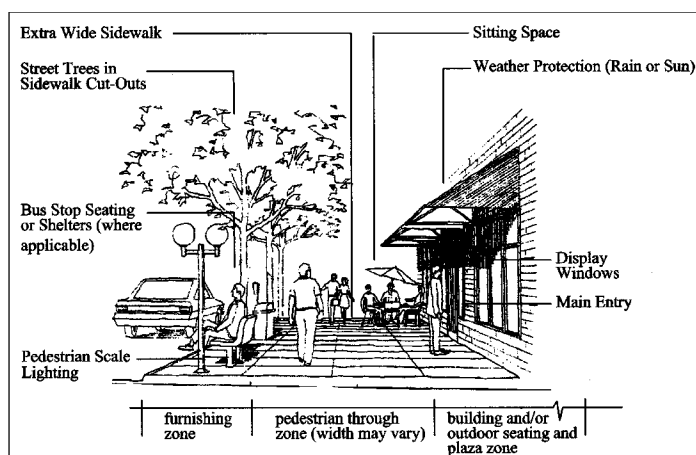 Extra Wide Sidewalk
Street Trees in
Sidewalk Cut-Outs
Bus Stop Seating
or Shelters (where
applicable)
Pedestrian Scale
Lighting
Sitting Space
Weather Protection (Rain or Sun)
Display
Windows
Main Entry
furnishing
zone
pedestrian through
zone (width may vary)
building and/or
outdoor seating and
plaza zone